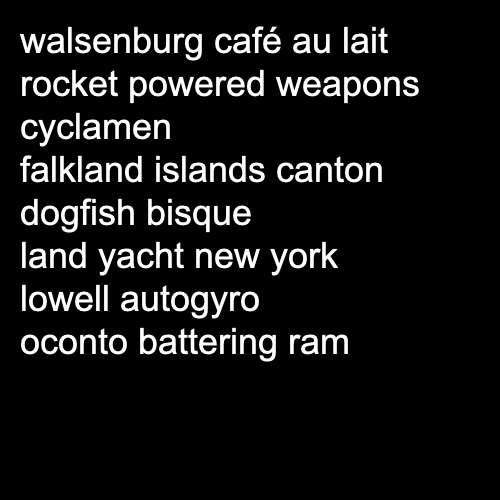 walsenburg café au lait
rocket powered weapons
cyclamen
falkland islands canton
dogfish bisque
land yacht new york
lowell autogyro
oconto battering ram